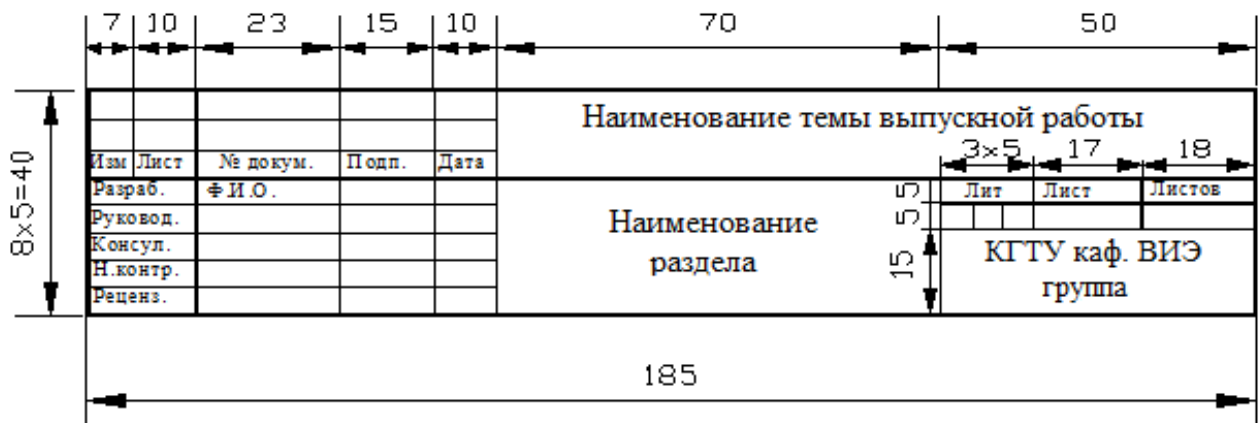 7 10 23 15 10 70 50
8×5=40
Наименование темы выпускной работы
3×5 17 18
Изм Лист № докум. Подп. Дата
Разраб. Ф.И.О.
Руковод.
Консул.
Н.контр.
Реценз.
Наименование
раздела
5
5
15
Лит Лист Листов
КГТУ каф. ВИЭ
группа
185